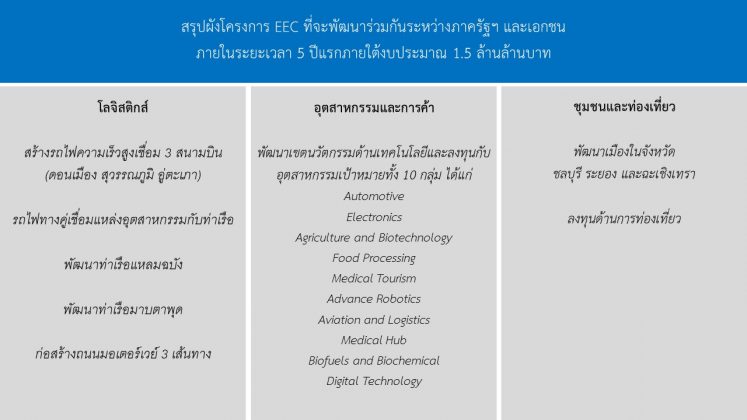 สรุปผังโครงการ EEC ที่จะพัฒนาร่วมกันระหว่างภาครัฐฯ และเอกชน
ภายในระยะเวลา 5 ปีแรกภายใต้งบประมาณ 1.5 ล้านล้านบาท
โลจิสติกส์
สร้างรถไฟความเร็วสูงเชื่อม 3 สนามบิน
(ดอนเมือง สุวรรณภูมิ อู่ตะเภา)
รถไฟทางคู่เชื่อมแหล่งอุตสาหกรรมกับท่าเรือ
พัฒนาท่าเรือแหลมฉบัง
พัฒนาท่าเรือมาบตาพุด
ก่อสร้างถนนมอเตอร์เวย์ 3 เส้นทาง
อุตสาหกรรมและการค้า
พัฒนาเขตนวัตกรรมด้านเทคโนโลยีและลงทุนกับ
อุตสาหกรรมเป้าหมายทั้ง 10 กลุ่ม ได้แก่
Automotive
Electronics
Agriculture and Biotechnology
Food Processing
Medical Tourism
Advance Robotics
Aviation and Logistics
Medical Hub
Biofuels and Biochemical
Digital Technology
ชุมชนและท่องเที่ยว
พัฒนาเมืองในจังหวัด
ชลบุรี ระยอง และฉะเชิงเทรา
ลงทุนด้านการท่องเที่ยว